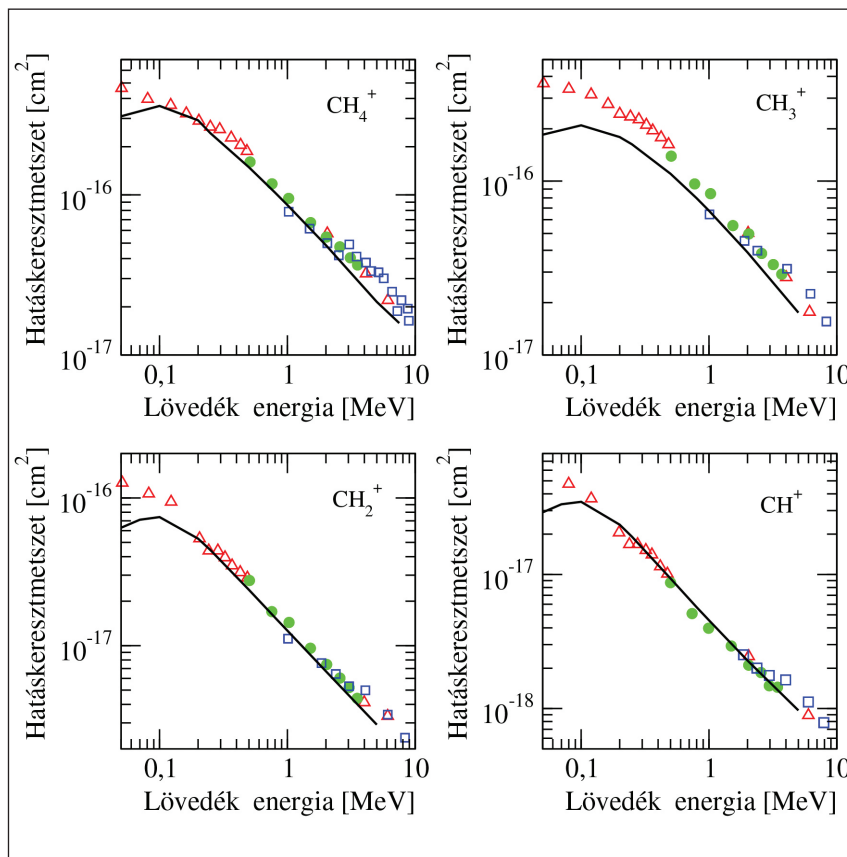 Hatáskeresztmetszet [cm²]
CH₄⁺
10⁻¹⁶
10⁻¹⁷
0,1 1 10
Lövedék energia [MeV]
Hatáskeresztmetszet [cm²]
CH₃⁺
10⁻¹⁶
10⁻¹⁷
0,1 1 10
Lövedék energia [MeV]
Hatáskeresztmetszet [cm²]
CH₂⁺
10⁻¹⁶
10⁻¹⁷
0,1 1 10
Lövedék energia [MeV]
Hatáskeresztmetszet [cm²]
CH⁺
10⁻¹⁷
10⁻¹⁸
0,1 1 10
Lövedék energia [MeV]